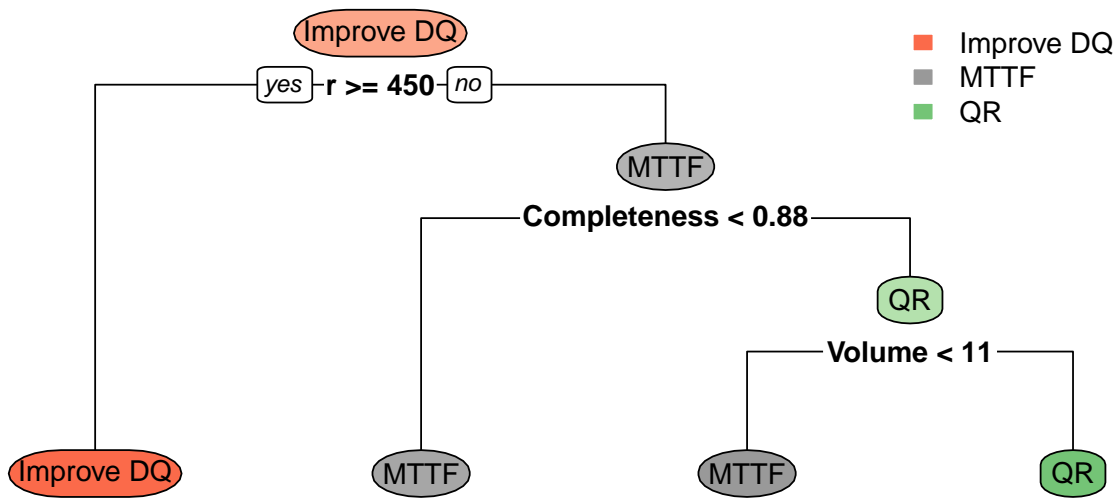 Improve DQ
yes r >= 450 no
Improve DQ
MTTF
QR
MTTF
Completeness < 0.88
QR
Volume < 11
Improve DQ MTTF MTTF QR